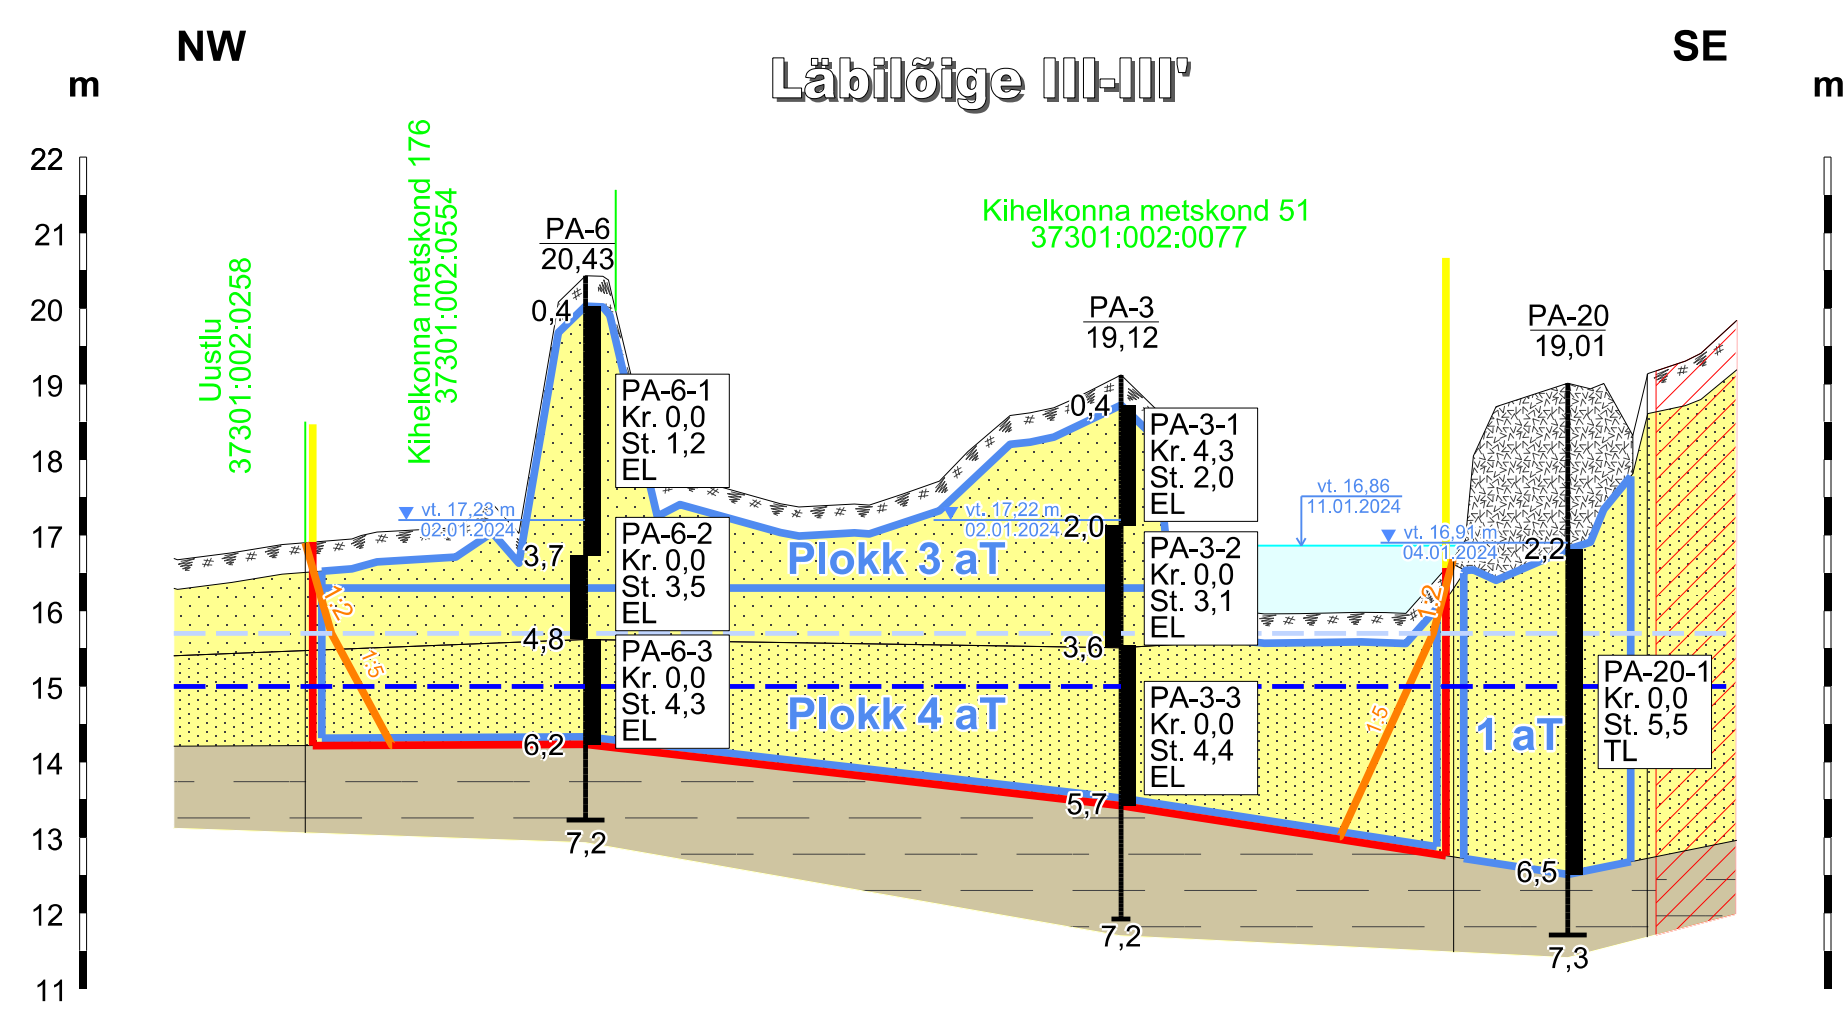 NW
SE
Läbilõige III-III'
m
m
22
21
20
19
18
17
16
15
14
13
12
11
Uustlu
37301:002:0258
Kihelkonna metskond 176
37301:002:0554
Kihelkonna metskond 51
37301:002:0077
PA-6
20,43
0,4
3,7
4,8
6,2
7,2
PA-6-1
Kr. 0,0
St. 1,2
EL
PA-6-2
Kr. 0,0
St. 3,5
EL
PA-6-3
Kr. 0,0
St. 4,3
EL
vt. 17,23 m
02.01.2024
PA-3
19,12
0,4
2,0
3,6
5,7
7,2
PA-3-1
Kr. 4,3
St. 2,0
EL
PA-3-2
Kr. 0,0
St. 3,1
EL
PA-3-3
Kr. 0,0
St. 4,4
EL
vt. 17,22 m
02.01.2024
Plokk 3 aT
Plokk 4 aT
vt. 16,86
11.01.2024
vt. 16,91 m
04.01.2024
PA-20
19,01
2,2
6,5
7,3
PA-20-1
Kr. 0,0
St. 5,5
TL
1 aT
1:2
1:5
1:2
1:5